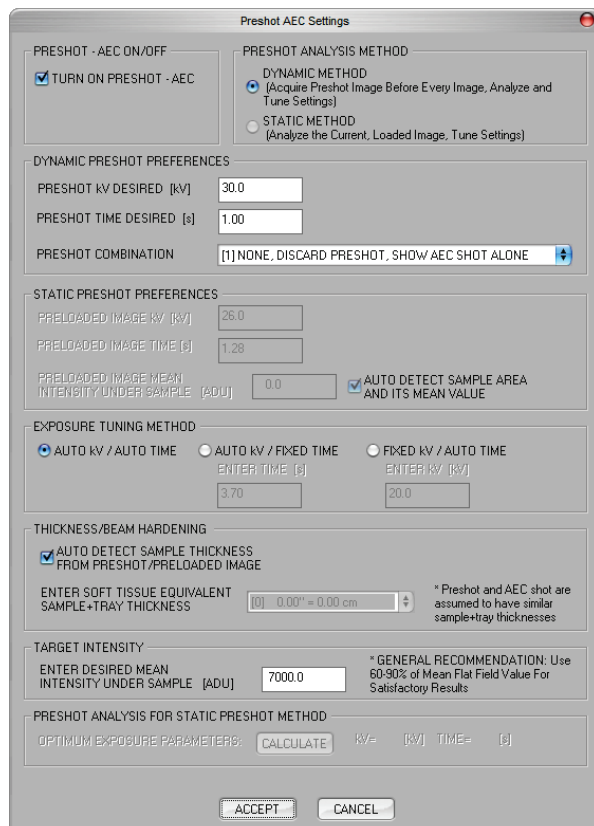 Preshot AEC Settings
PRESHOT - AEC ON/OFF
TURN ON PRESHOT - AEC
PRESHOT ANALYSIS METHOD
DYNAMIC METHOD
(Acquire Preshot Image Before Every Image, Analyze and
Tune Settings)
STATIC METHOD
(Analyze the Current, Loaded Image, Tune Settings)
DYNAMIC PRESHOT PREFERENCES
PRESHOT kV DESIRED [kV]
30.0
PRESHOT TIME DESIRED [s]
1.00
PRESHOT COMBINATION
[1] NONE, DISCARD PRESHOT, SHOW AEC SHOT ALONE
STATIC PRESHOT PREFERENCES
PRELOADED IMAGE kV [kV]
26.0
PRELOADED IMAGE TIME [s]
1.28
PRELOADED IMAGE MEAN
INTENSITY UNDER SAMPLE [ADU]
0.0
AUTO DETECT SAMPLE AREA
AND ITS MEAN VALUE
EXPOSURE TUNING METHOD
AUTO kV / AUTO TIME
AUTO kV / FIXED TIME
FIXED kV / AUTO TIME
ENTER TIME [s]
ENTER kV [kV]
3.70
20.0
THICKNESS/BEAM HARDENING
AUTO DETECT SAMPLE THICKNESS
FROM PRESHOT/PRELOADED IMAGE
ENTER SOFT TISSUE EQUIVALENT
SAMPLE+TRAY THICKNESS
[0] 0.00" = 0.00 cm
* Preshot and AEC shot are
assumed to have similar
sample+tray thicknesses
TARGET INTENSITY
ENTER DESIRED MEAN
INTENSITY UNDER SAMPLE [ADU]
7000.0
* GENERAL RECOMMENDATION: Use
60-90% of Mean Flat Field Value For
Satisfactory Results
PRESHOT ANALYSIS FOR STATIC PRESHOT METHOD
OPTIMUM EXPOSURE PARAMETERS:
CALCULATE
kV= [kV] TIME= [s]
ACCEPT
CANCEL